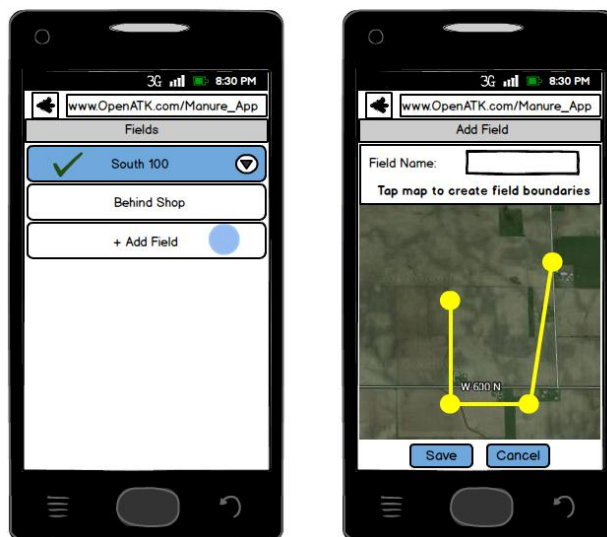 3G 8:30 PM
www.OpenATK.com/Manure_App
Fields
South 100
Behind Shop
+ Add Field
3G 8:30 PM
www.OpenATK.com/Manure_App
Add Field
Field Name:
Tap map to create field boundaries
W 600 N
Save Cancel